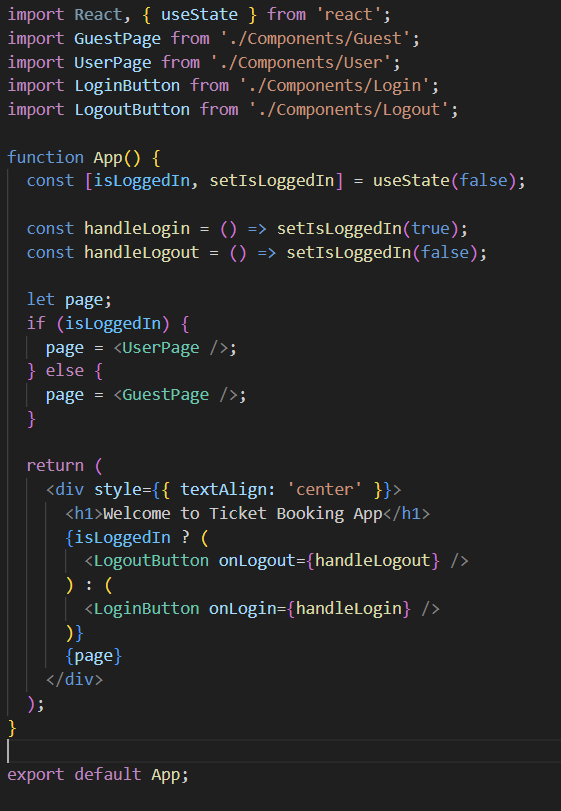 import React, { useState } from 'react';
import GuestPage from './Components/Guest';
import UserPage from './Components/User';
import LoginButton from './Components/Login';
import LogoutButton from './Components/Logout';

function App() {
  const [isLoggedIn, setIsLoggedIn] = useState(false);

  const handleLogin = () => setIsLoggedIn(true);
  const handleLogout = () => setIsLoggedIn(false);

  let page;
  if (isLoggedIn) {
    page = <UserPage />;
  } else {
    page = <GuestPage />;
  }

  return (
    <div style={{ textAlign: 'center' }}>
      <h1>Welcome to Ticket Booking App</h1>
      {isLoggedIn ? (
        <LogoutButton onLogout={handleLogout} />
      ) : (
        <LoginButton onLogin={handleLogin} />
      )}
      {page}
    </div>
  );
}

export default App;